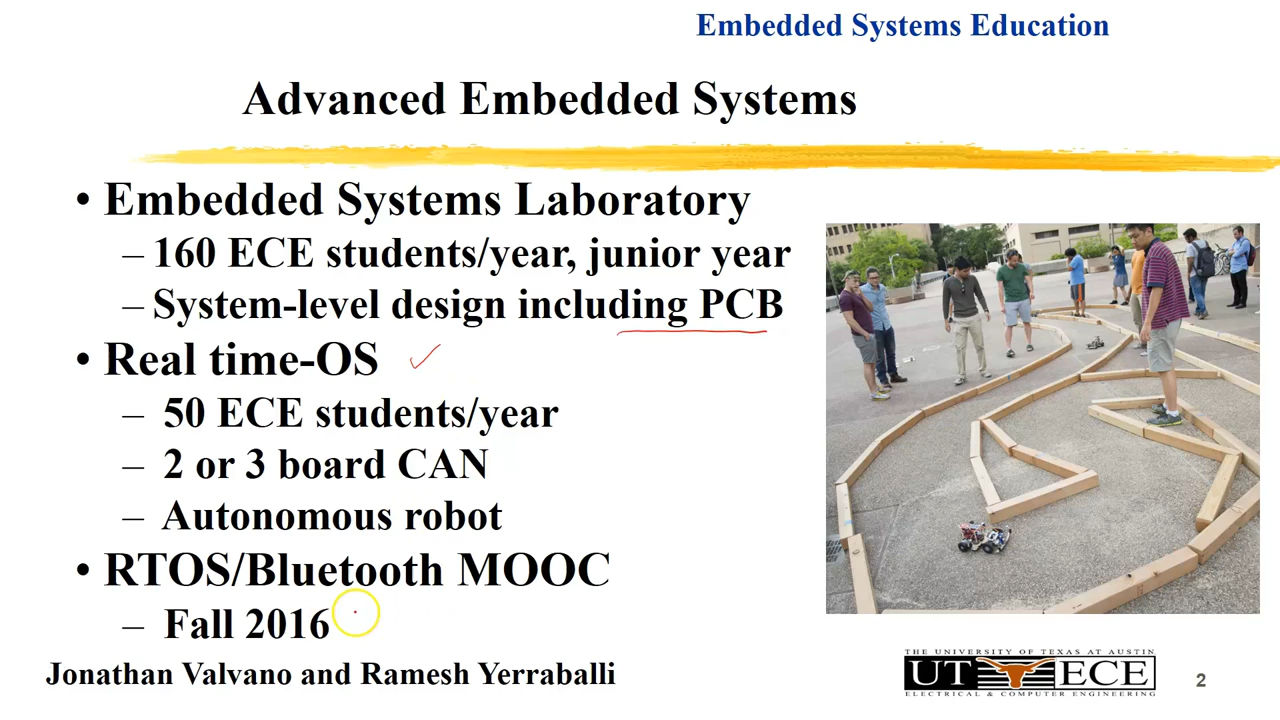 Embedded Systems Education
Advanced Embedded Systems
• Embedded Systems Laboratory
– 160 ECE students/year, junior year
– System-level design including PCB
• Real time-OS
– 50 ECE students/year
– 2 or 3 board CAN
– Autonomous robot
• RTOS/Bluetooth MOOC
– Fall 2016
Jonathan Valvano and Ramesh Yerraballi
THE UNIVERSITY OF TEXAS AT AUSTIN
UT ECE
ELECTRICAL & COMPUTER ENGINEERING
2